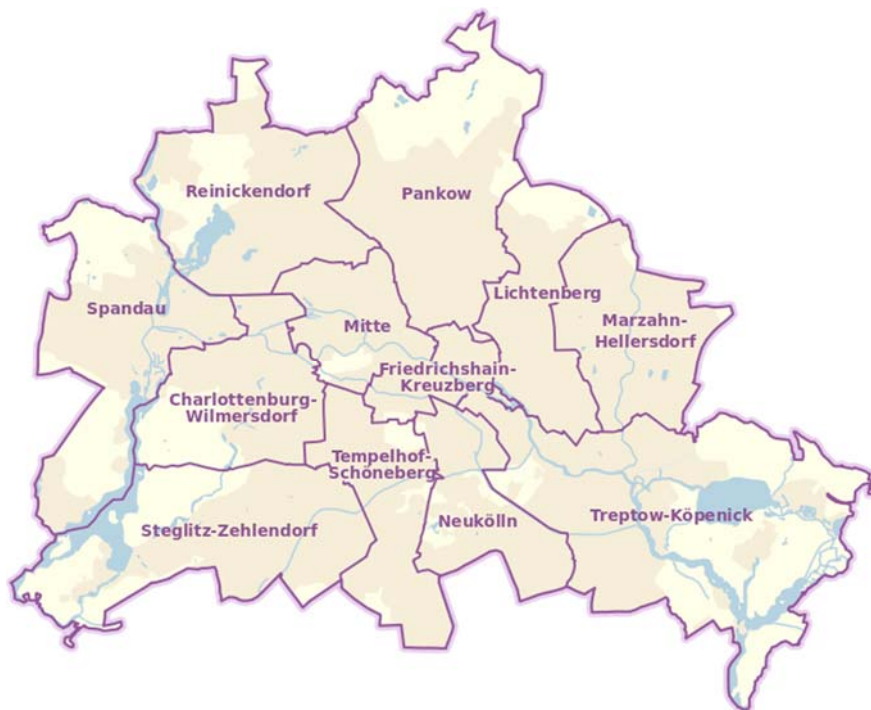 Reinickendorf
Pankow
Spandau
Lichtenberg
Mitte
Marzahn-
Hellersdorf
Friedrichshain-
Kreuzberg
Charlottenburg-
Wilmersdorf
Tempelhof-
Schöneberg
Steglitz-Zehlendorf
Neukölln
Treptow-Köpenick